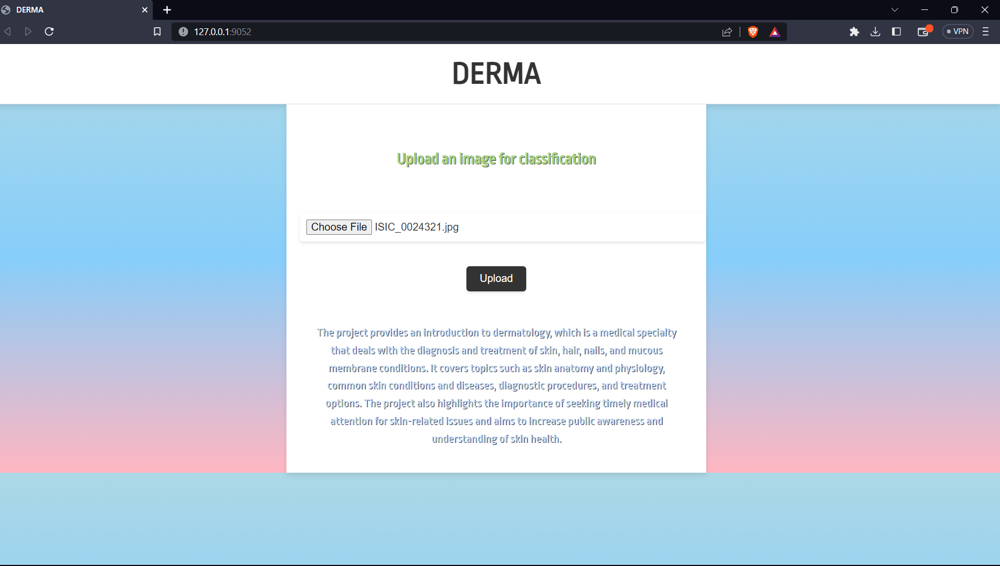 DERMA
127.0.0.1:9052
VPN
DERMA
Upload an image for classification
Choose File ISIC_0024321.jpg
Upload
The project provides an introduction to dermatology, which is a medical specialty
that deals with the diagnosis and treatment of skin, hair, nails, and mucous
membrane conditions. It covers topics such as skin anatomy and physiology,
common skin conditions and diseases, diagnostic procedures, and treatment
options. The project also highlights the importance of seeking timely medical
attention for skin-related issues and aims to increase public awareness and
understanding of skin health.